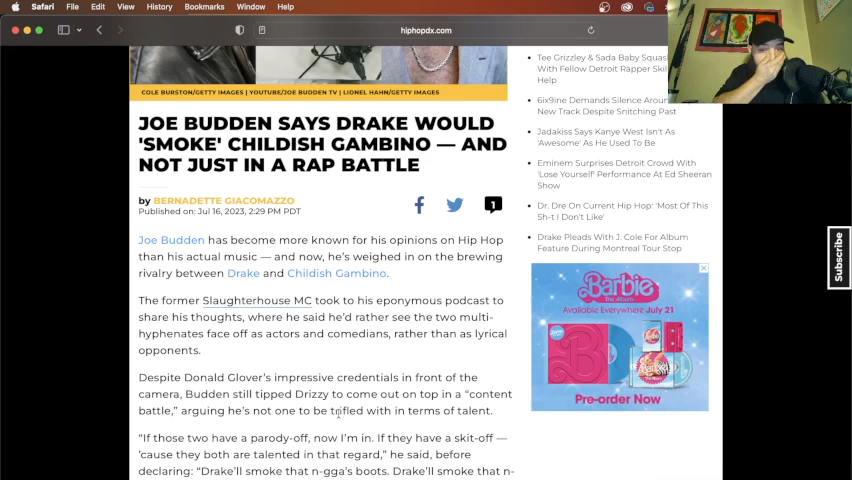 Safari File Edit View History Bookmarks Window Help
hiphopdx.com
COLE BURSTON/GETTY IMAGES | YOUTUBE/JOE BUDDEN TV | LIONEL HAHN/GETTY IMAGES
JOE BUDDEN SAYS DRAKE WOULD
'SMOKE' CHILDISH GAMBINO — AND
NOT JUST IN A RAP BATTLE
by BERNADETTE GIACOMAZZO
Published on: Jul 16, 2023, 2:29 PM PDT
1
Joe Budden has become more known for his opinions on Hip Hop
than his actual music — and now, he's weighed in on the brewing
rivalry between Drake and Childish Gambino.
The former Slaughterhouse MC took to his eponymous podcast to
share his thoughts, where he said he'd rather see the two multi-
hyphenates face off as actors and comedians, rather than as lyrical
opponents.
Despite Donald Glover's impressive credentials in front of the
camera, Budden still tipped Drizzy to come out on top in a "content
battle," arguing he's not one to be trifled with in terms of talent.
"If those two have a parody-off, now I'm in. If they have a skit-off —
'cause they both are talented in that regard," he said, before
declaring: "Drake'll smoke that n-gga's boots. Drake'll smoke that n-
Tee Grizzley & Sada Baby Squas
With Fellow Detroit Rapper Skil
Help
6ix9ine Demands Silence Aroun
New Track Despite Snitching Past
Jadakiss Says Kanye West Isn't As
'Awesome' As He Used To Be
Eminem Surprises Detroit Crowd With
'Lose Yourself' Performance At Ed Sheeran
Show
Dr. Dre On Current Hip Hop: 'Most Of This
Sh-t I Don't Like'
Drake Pleads With J. Cole For Album
Feature During Montreal Tour Stop
Barbie
The Album
Available Everywhere July 21
Pre-order Now
Subscribe